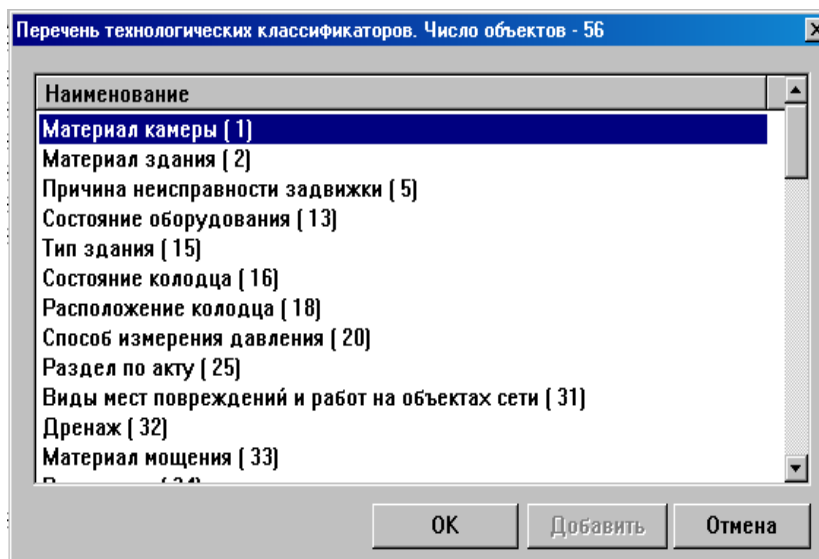 Перечень технологических классификаторов. Число объектов - 56
Наименование
Материал камеры ( 1)
Материал здания ( 2)
Причина неисправности задвижки ( 5)
Состояние оборудования ( 13)
Тип здания ( 15)
Состояние колодца ( 16)
Расположение колодца ( 18)
Способ измерения давления ( 20)
Раздел по акту ( 25)
Виды мест повреждений и работ на объектах сети ( 31)
Дренаж ( 32)
Материал мощения ( 33)
OK
Добавить
Отмена